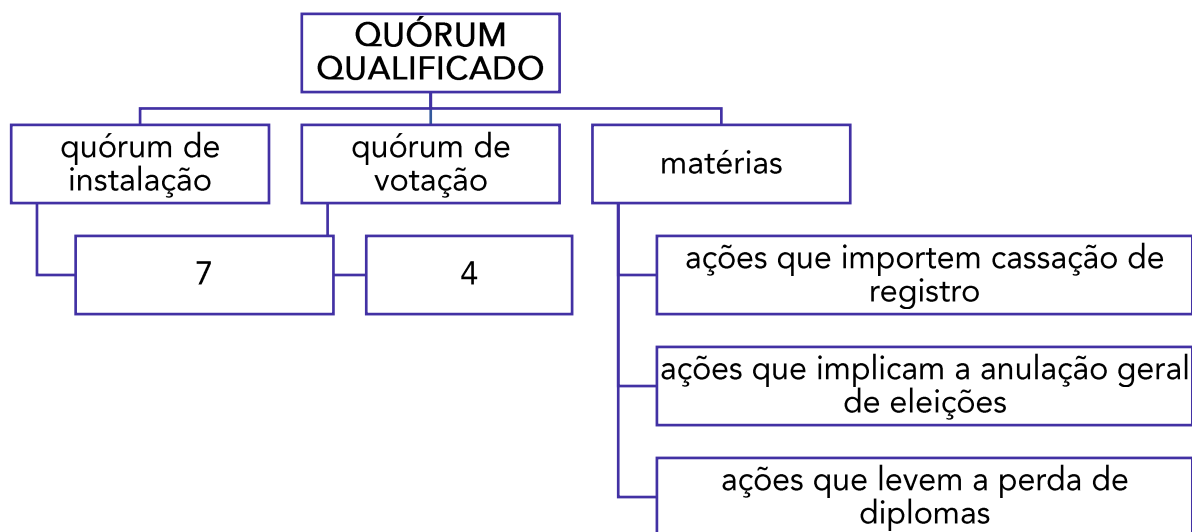 QUÓRUM
QUALIFICADO
quórum de
instalação
quórum de
votação
matérias
7
4
ações que importem cassação de
registro
ações que implicam a anulação geral
de eleições
ações que levem a perda de
diplomas